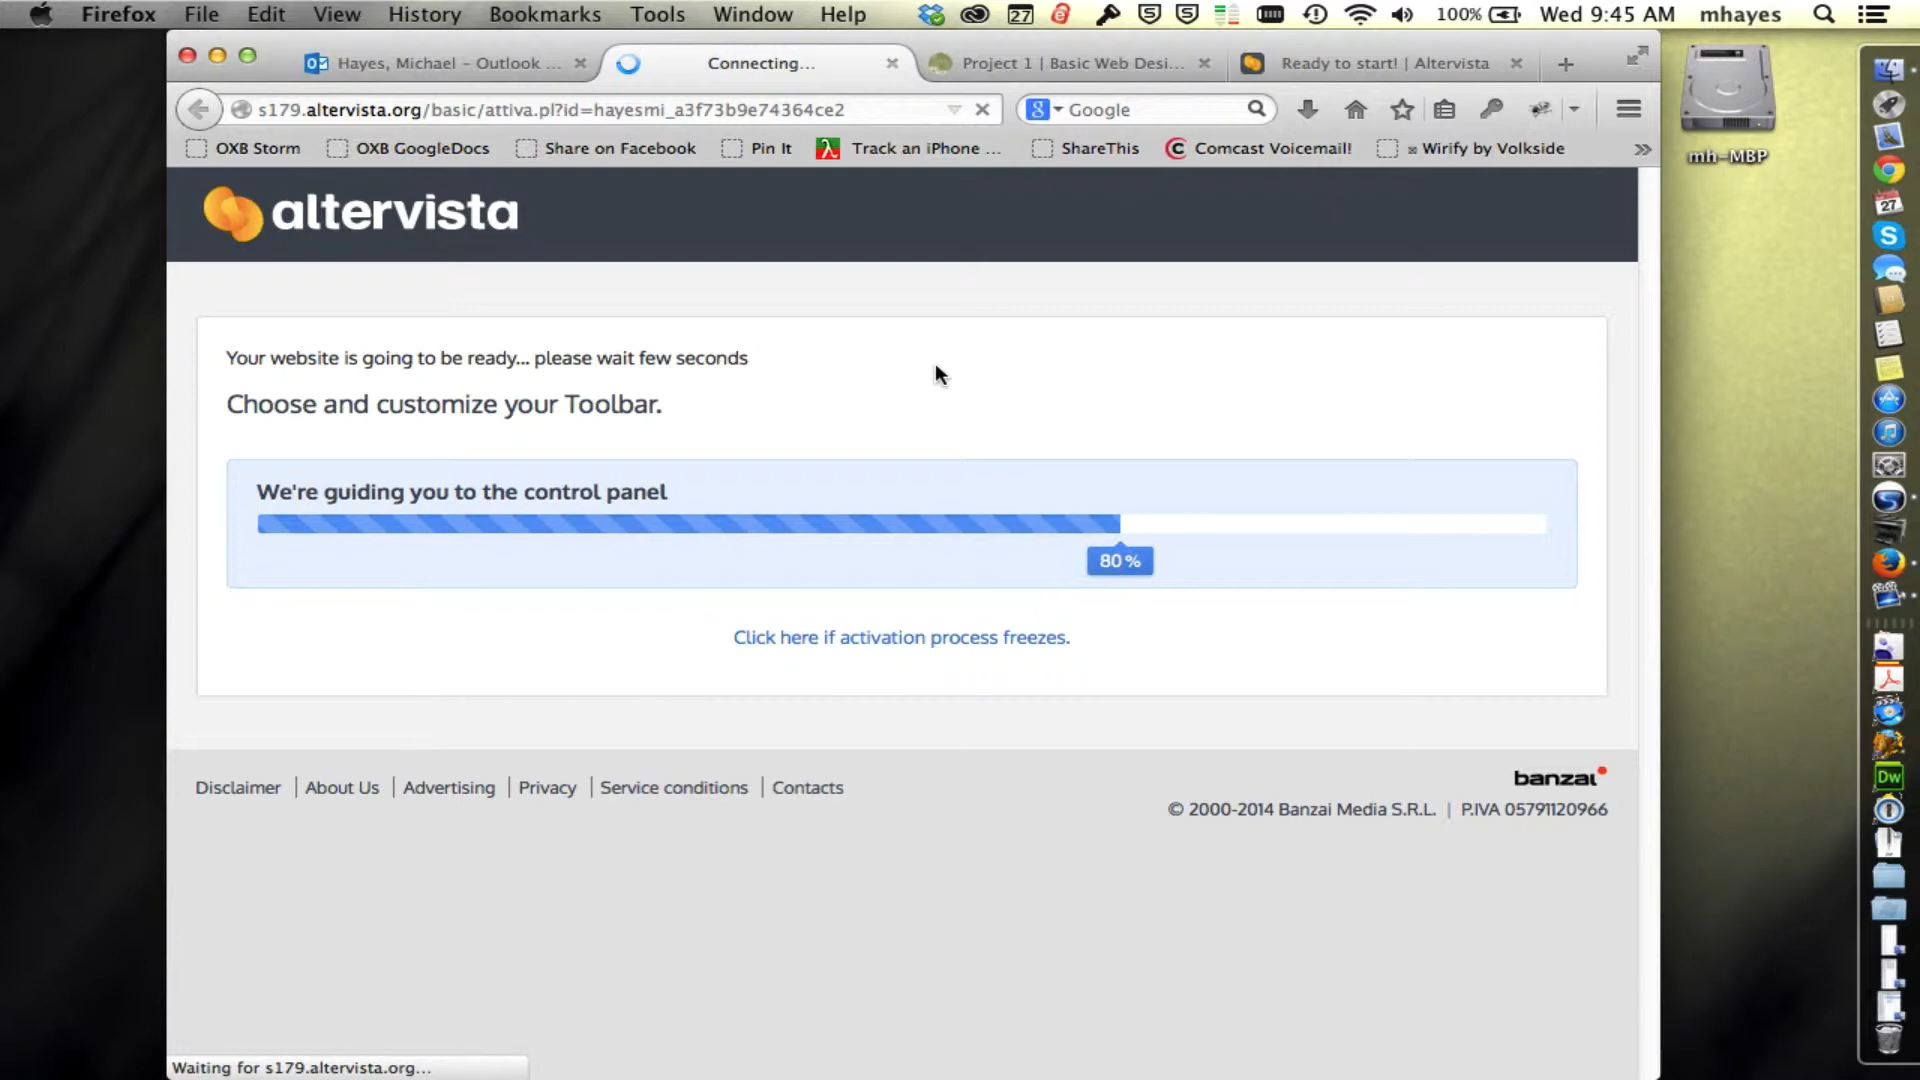 Firefox File Edit View History Bookmarks Tools Window Help 27 100% Wed 9:45 AM mhayes
Hayes, Michael – Outlook ... Connecting... Project 1 | Basic Web Desi... Ready to start! | Altervista
s179.altervista.org/basic/attiva.pl?id=hayesmi_a3f73b9e74364ce2 Google
OXB Storm OXB GoogleDocs Share on Facebook Pin It Track an iPhone ... ShareThis Comcast Voicemail! Wirify by Volkside »
mh-MBP
altervista
Your website is going to be ready... please wait few seconds
Choose and customize your Toolbar.
We're guiding you to the control panel
80 %
Click here if activation process freezes.
Disclaimer | About Us | Advertising | Privacy | Service conditions | Contacts
banzai
© 2000-2014 Banzai Media S.R.L. | P.IVA 05791120966
Waiting for s179.altervista.org...
27
Dw